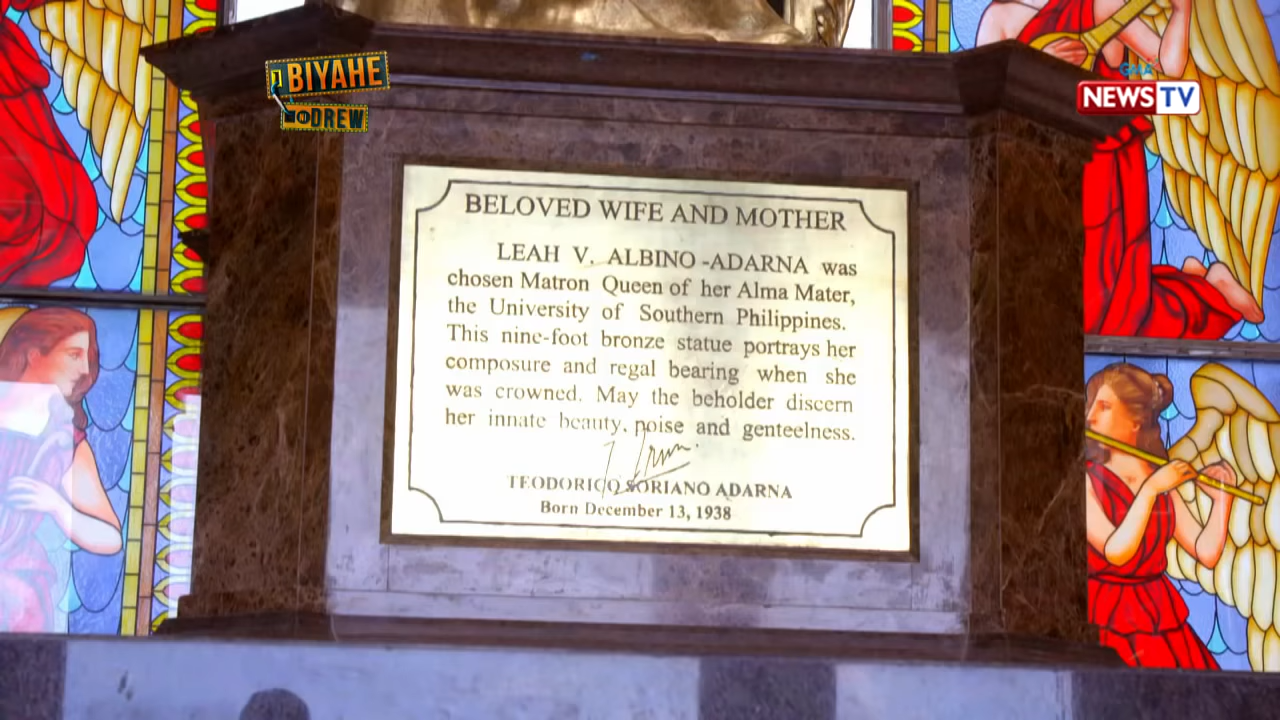 BIYAHE
NI DREW
GMA
NEWS TV
BELOVED WIFE AND MOTHER
LEAH V. ALBINO -ADARNA was
chosen Matron Queen of her Alma Mater,
the University of Southern Philippines.
This nine-foot bronze statue portrays her
composure and regal bearing when she
was crowned. May the beholder discern
her innate beauty, poise and genteelness.
TEODORICO SORIANO ADARNA
Born December 13, 1938